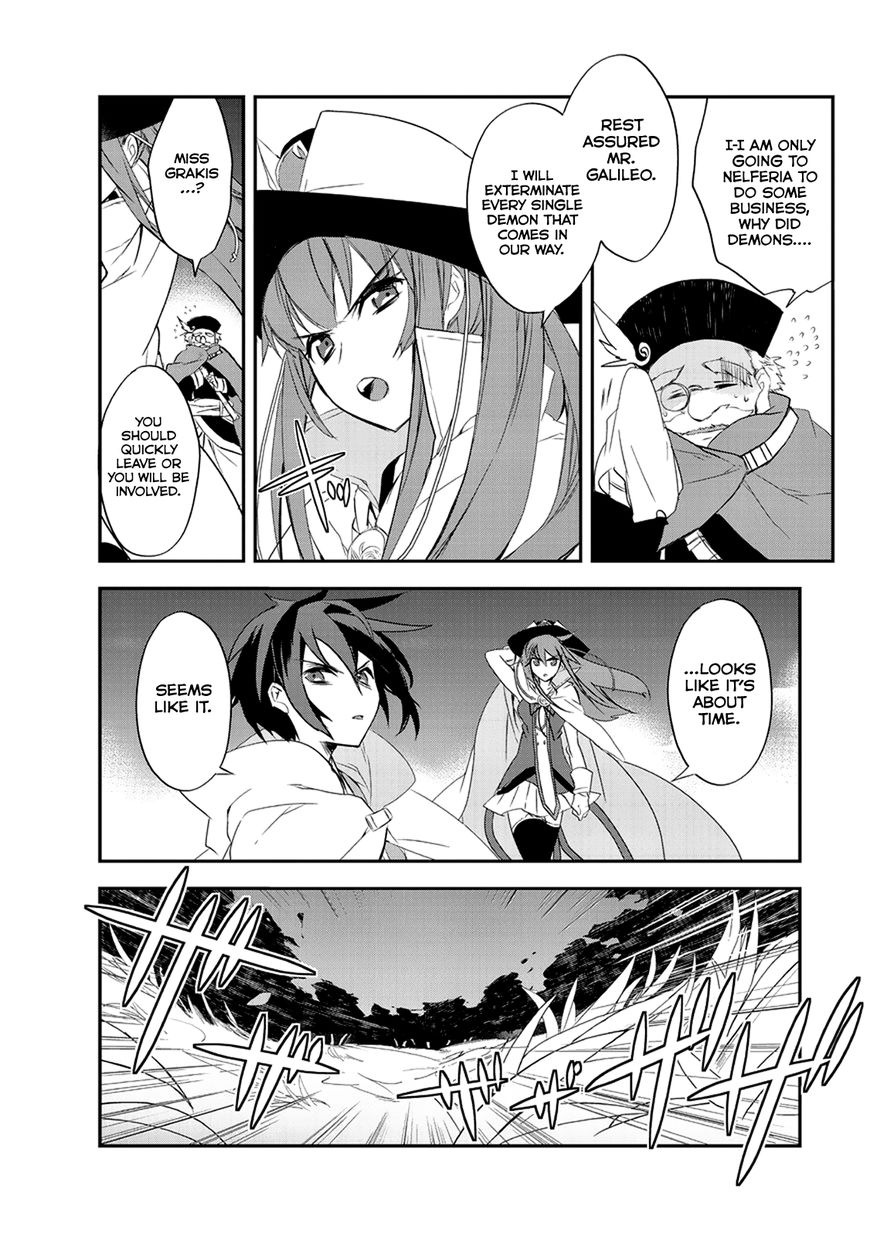 I-I AM ONLY
GOING TO
NELFERIA TO
DO SOME
BUSINESS,
WHY DID
DEMONS....
REST
ASSURED
MR.
GALILEO.
I WILL
EXTERMINATE
EVERY SINGLE
DEMON THAT
COMES IN
OUR WAY.
MISS
GRAKIS
...?
YOU
SHOULD
QUICKLY
LEAVE OR
YOU WILL BE
INVOLVED.
...LOOKS
LIKE IT'S
ABOUT
TIME.
SEEMS
LIKE IT.